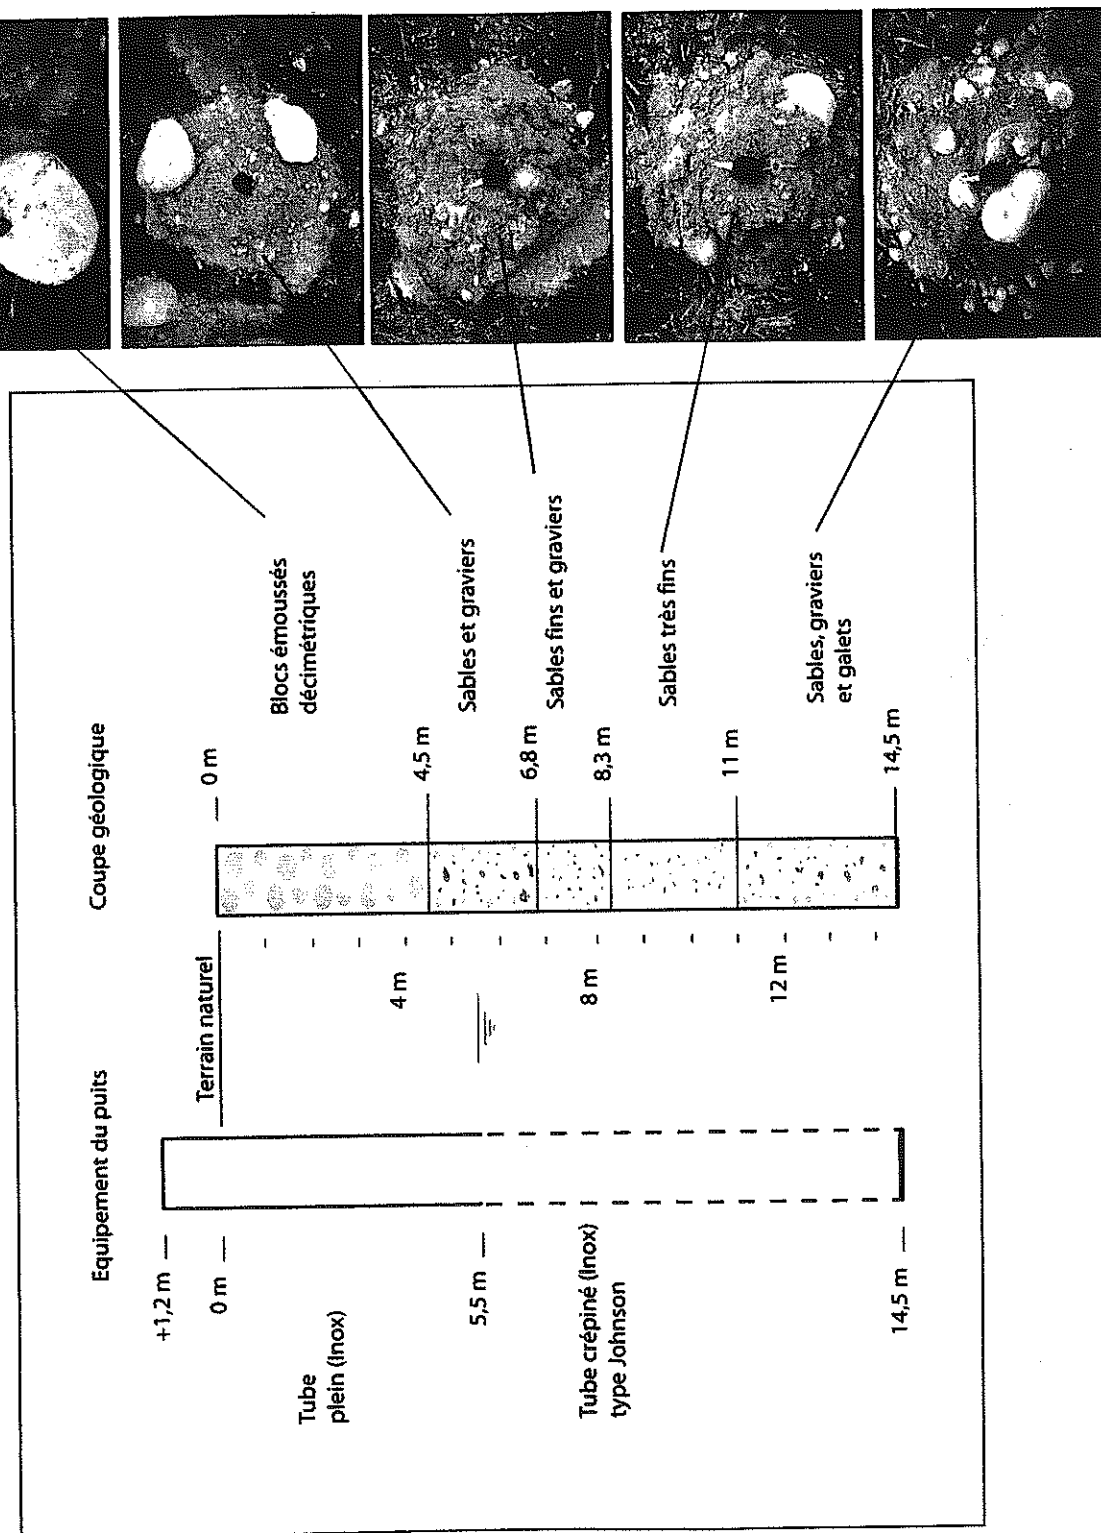 Equipement du puits
Coupe géologique
+1,2 m
0 m
Terrain naturel
0 m
Tube
plein (Inox)
Blocs émoussés
décimétriques
4 m
4,5 m
5,5 m
Sables et graviers
6,8 m
Sables fins et graviers
Tube crépiné (Inox)
type Johnson
8 m
8,3 m
Sables très fins
11 m
12 m
Sables, graviers
et galets
14,5 m
14,5 m